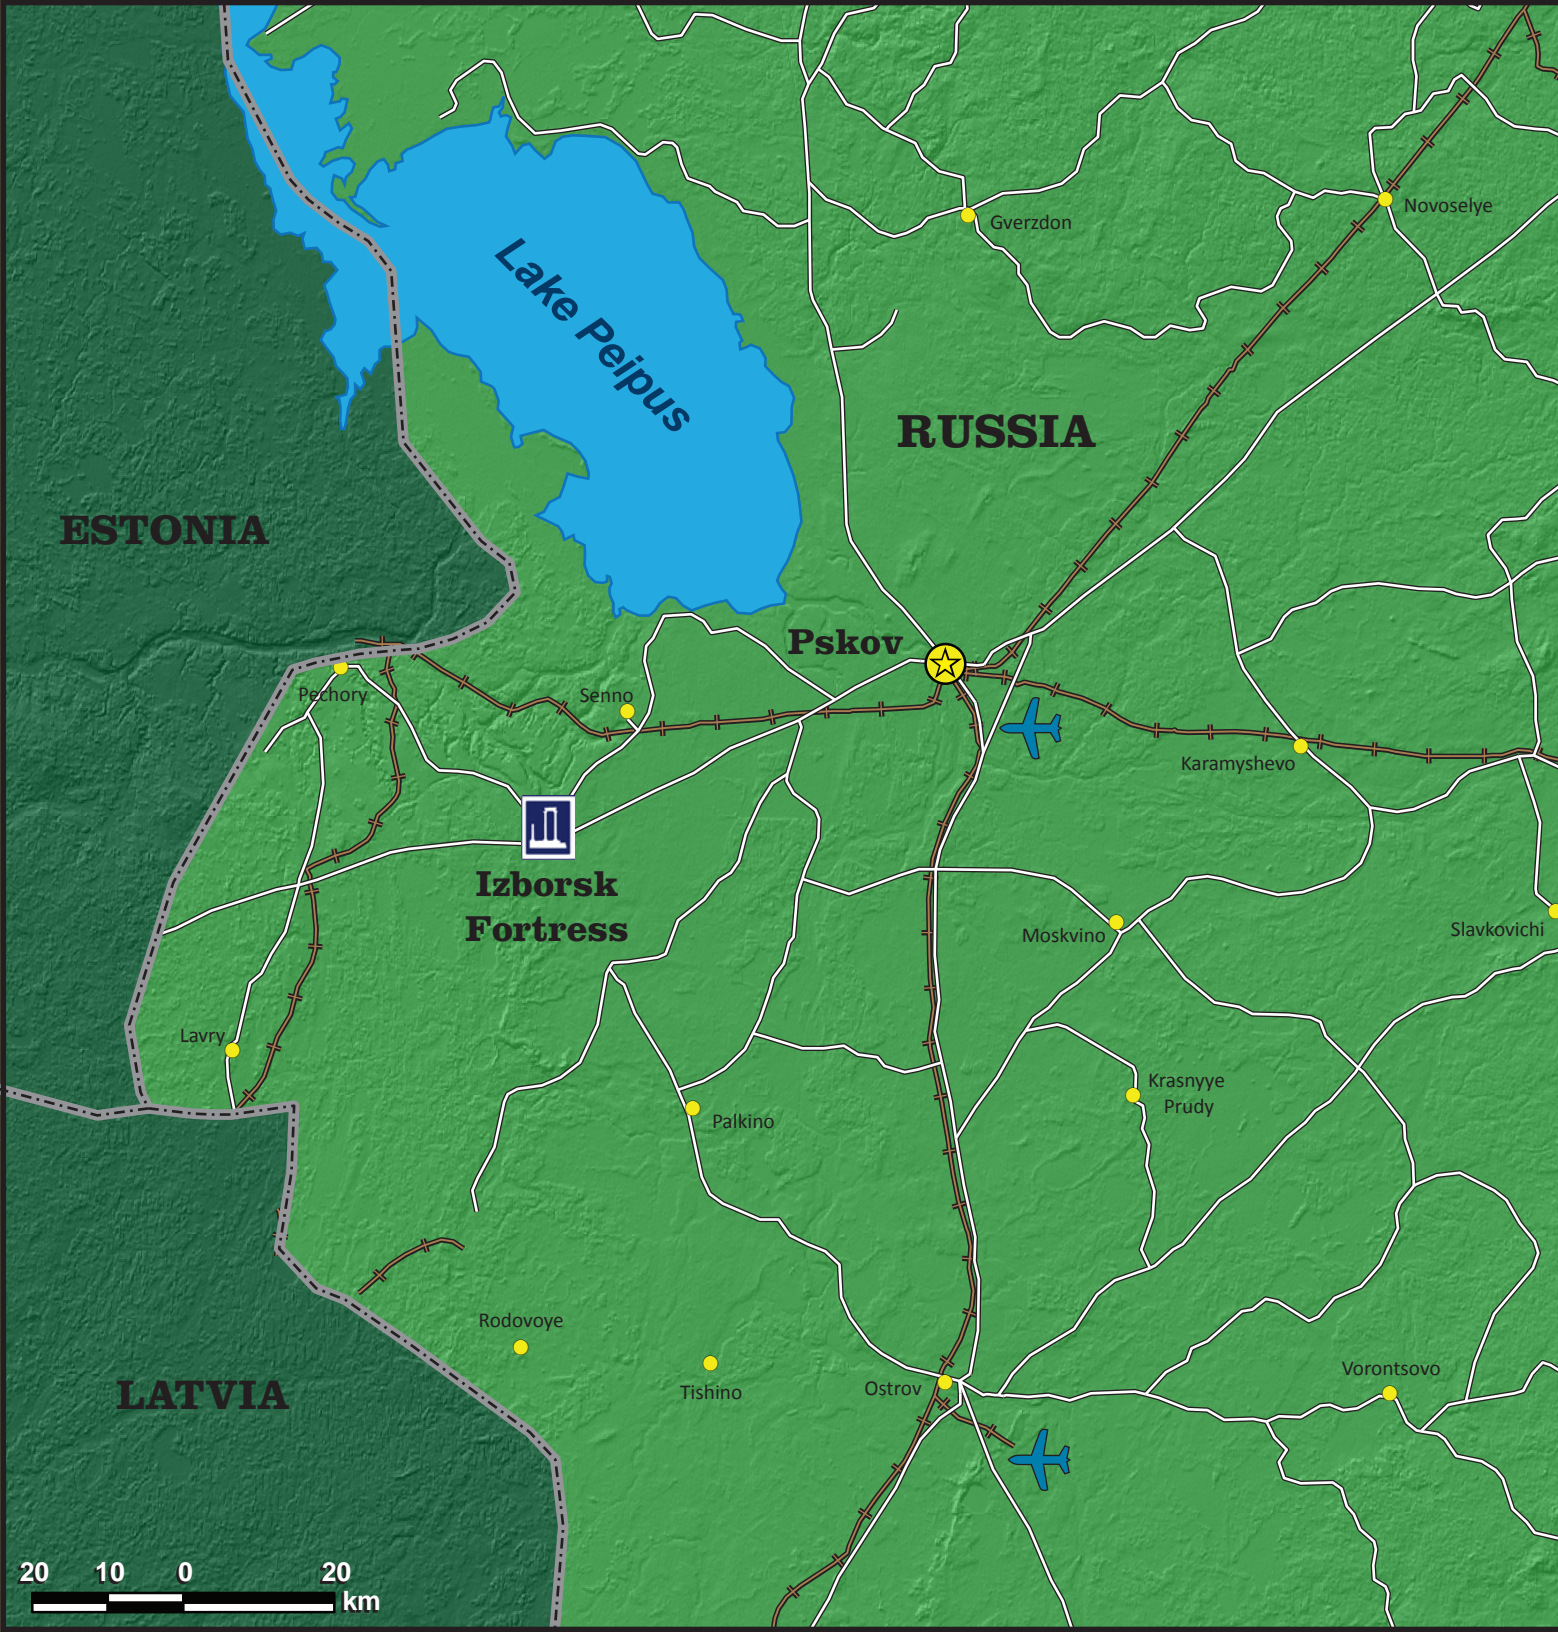 Gverzdon
Novoselye
Lake Peipus
RUSSIA
ESTONIA
Pskov
Pechory
Senno
Karamyshevo
Izborsk
Fortress
Moskvino
Slavkovichi
Lavry
Krasnyye
Prudy
Palkino
Rodovoye
Tishino
Ostrov
Vorontsovo
LATVIA
20 10 0 20
km